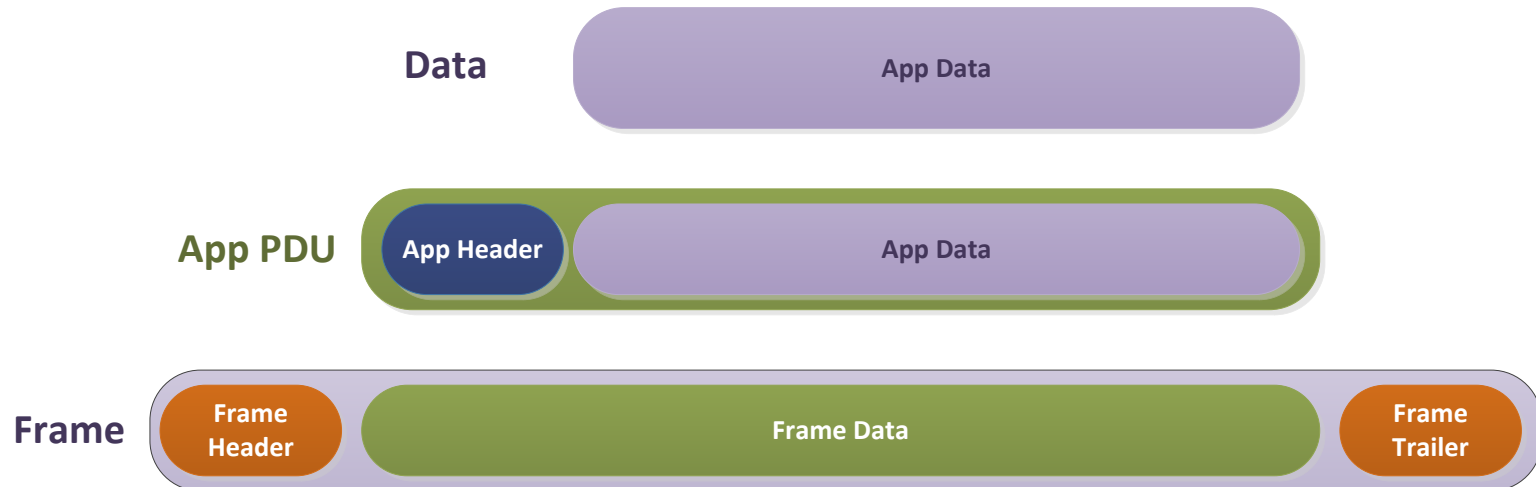 Data
App Data
App PDU
App Header
App Data
Frame
Frame
Header
Frame Data
Frame
Trailer